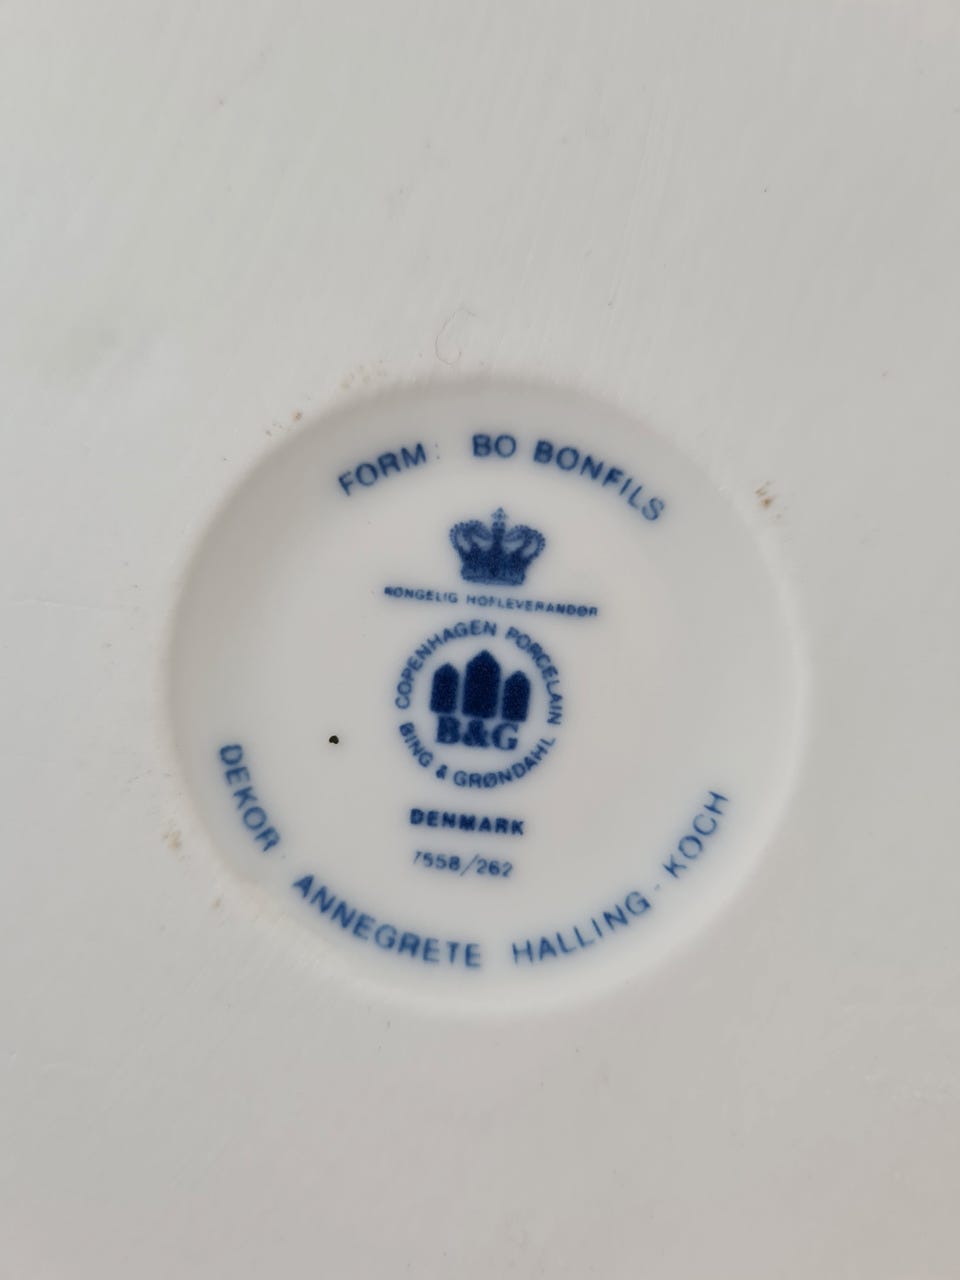 FORM: BO BONFILS
KONGELIG HOFLEVERANDØR
COPENHAGEN PORCELAIN
B&G
BING & GRØNDAHL
DENMARK
7558/262
DEKOR: ANNEGRETE HALLING-KOCH